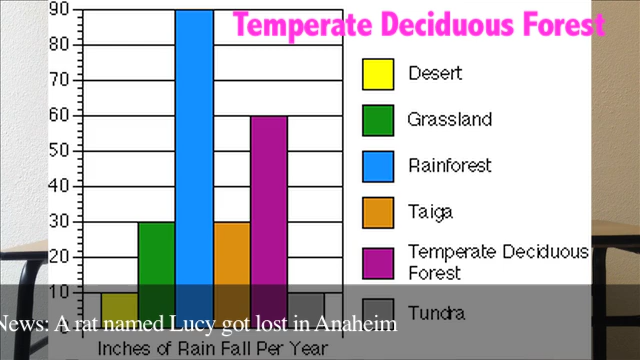 Temperate Deciduous Forest
90
80
70
60
50
40
30
20
10
Desert
Grassland
Rainforest
Taiga
Temperate Deciduous
Forest
Tundra
News: A rat named Lucy got lost in Anaheim
Inches of Rain Fall Per Year